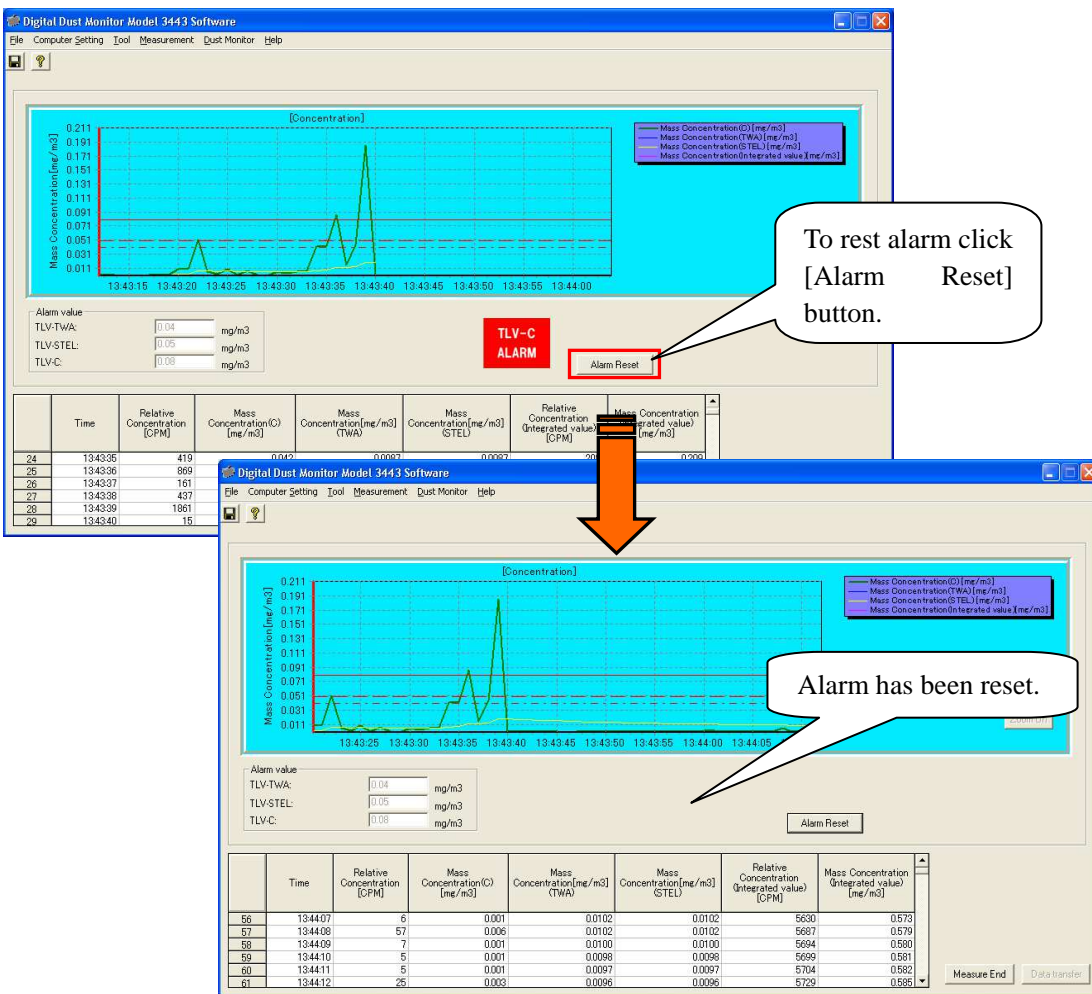 Digital Dust Monitor Model 3443 Software
File Computer Setting Tool Measurement Dust Monitor Help
[Concentration]
Mass Concentration[mg/m3]
0.211
0.191
0.171
0.151
0.131
0.111
0.091
0.071
0.051
0.031
0.011
13:43:15 13:43:20 13:43:25 13:43:30 13:43:35 13:43:40 13:43:45 13:43:50 13:43:55 13:44:00
Mass Concentration(C)[mg/m3]
Mass Concentration(TWA)[mg/m3]
Mass Concentration(STEL)[mg/m3]
Mass Concentration(Integrated value)[mg/m3]
To rest alarm click
[Alarm Reset]
button.
Alarm value
TLV-TWA: 0.04 mg/m3
TLV-STEL: 0.05 mg/m3
TLV-C: 0.08 mg/m3
TLV-C
ALARM
Alarm Reset
Time
Relative
Concentration
[CPM]
Mass
Concentration(C)
[mg/m3]
Mass
Concentration[mg/m3]
(TWA)
Mass
Concentration[mg/m3]
(STEL)
Relative
Concentration
(Integrated value)
[CPM]
Mass Concentration
[mg/m3]
24 13:43:35 419 0.042 0.0087 0.0087 0.209
25 13:43:36 869
26 13:43:37 161
27 13:43:38 437
28 13:43:39 1861
29 13:43:40 15
Digital Dust Monitor Model 3443 Software
File Computer Setting Tool Measurement Dust Monitor Help
[Concentration]
Mass Concentration[mg/m3]
0.211
0.191
0.171
0.151
0.131
0.111
0.091
0.071
0.051
0.031
0.011
13:43:25 13:43:30 13:43:35 13:43:40 13:43:45 13:43:50 13:43:55 13:44:00 13:44:05
Mass Concentration(C)[mg/m3]
Mass Concentration(TWA)[mg/m3]
Mass Concentration(STEL)[mg/m3]
Mass Concentration(Integrated value)[mg/m3]
Alarm has been reset.
Alarm value
TLV-TWA: 0.04 mg/m3
TLV-STEL: 0.05 mg/m3
TLV-C: 0.08 mg/m3
Alarm Reset
Time
Relative
Concentration
[CPM]
Mass
Concentration(C)
[mg/m3]
Mass
Concentration[mg/m3]
(TWA)
Mass
Concentration[mg/m3]
(STEL)
Relative
Concentration
(Integrated value)
[CPM]
Mass Concentration
(Integrated value)
[mg/m3]
56 13:44:07 6 0.001 0.0102 0.0102 5630 0.573
57 13:44:08 57 0.006 0.0102 0.0102 5687 0.579
58 13:44:09 7 0.001 0.0100 0.0100 5694 0.580
59 13:44:10 5 0.001 0.0098 0.0098 5699 0.581
60 13:44:11 5 0.001 0.0097 0.0097 5704 0.582
61 13:44:12 25 0.003 0.0096 0.0096 5729 0.585
Measure End Data transfer